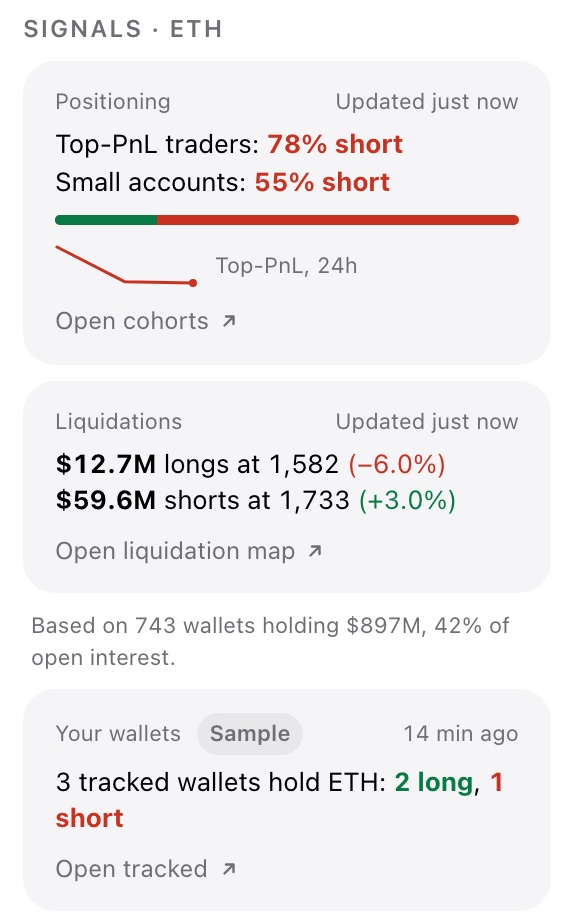 SIGNALS · ETH
Positioning
Updated just now
Top-PnL traders: 78% short
Small accounts: 55% short
Top-PnL, 24h
Open cohorts ↗
Liquidations
Updated just now
$12.7M longs at 1,582 (−6.0%)
$59.6M shorts at 1,733 (+3.0%)
Open liquidation map ↗
Based on 743 wallets holding $897M, 42% of
open interest.
Your wallets
Sample
14 min ago
3 tracked wallets hold ETH: 2 long, 1
short
Open tracked ↗